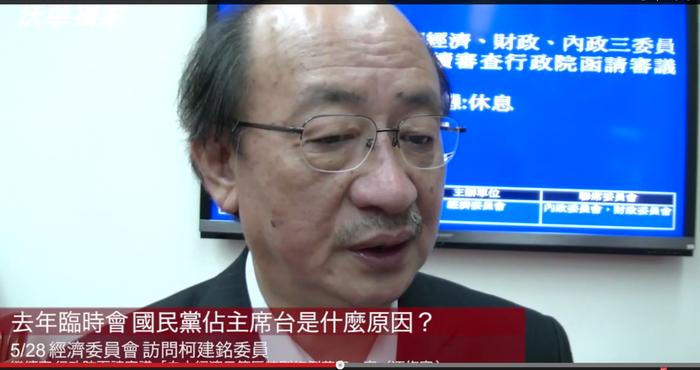 經濟、財政、內政三委員
續審查行政院函請審議
:休息
主辦單位
聯席委員會
經濟委員會
內政委員會，財政委員會
去年臨時會 國民黨佔主席台是什麼原因？
5/28 經濟委員會 訪問柯建銘委員